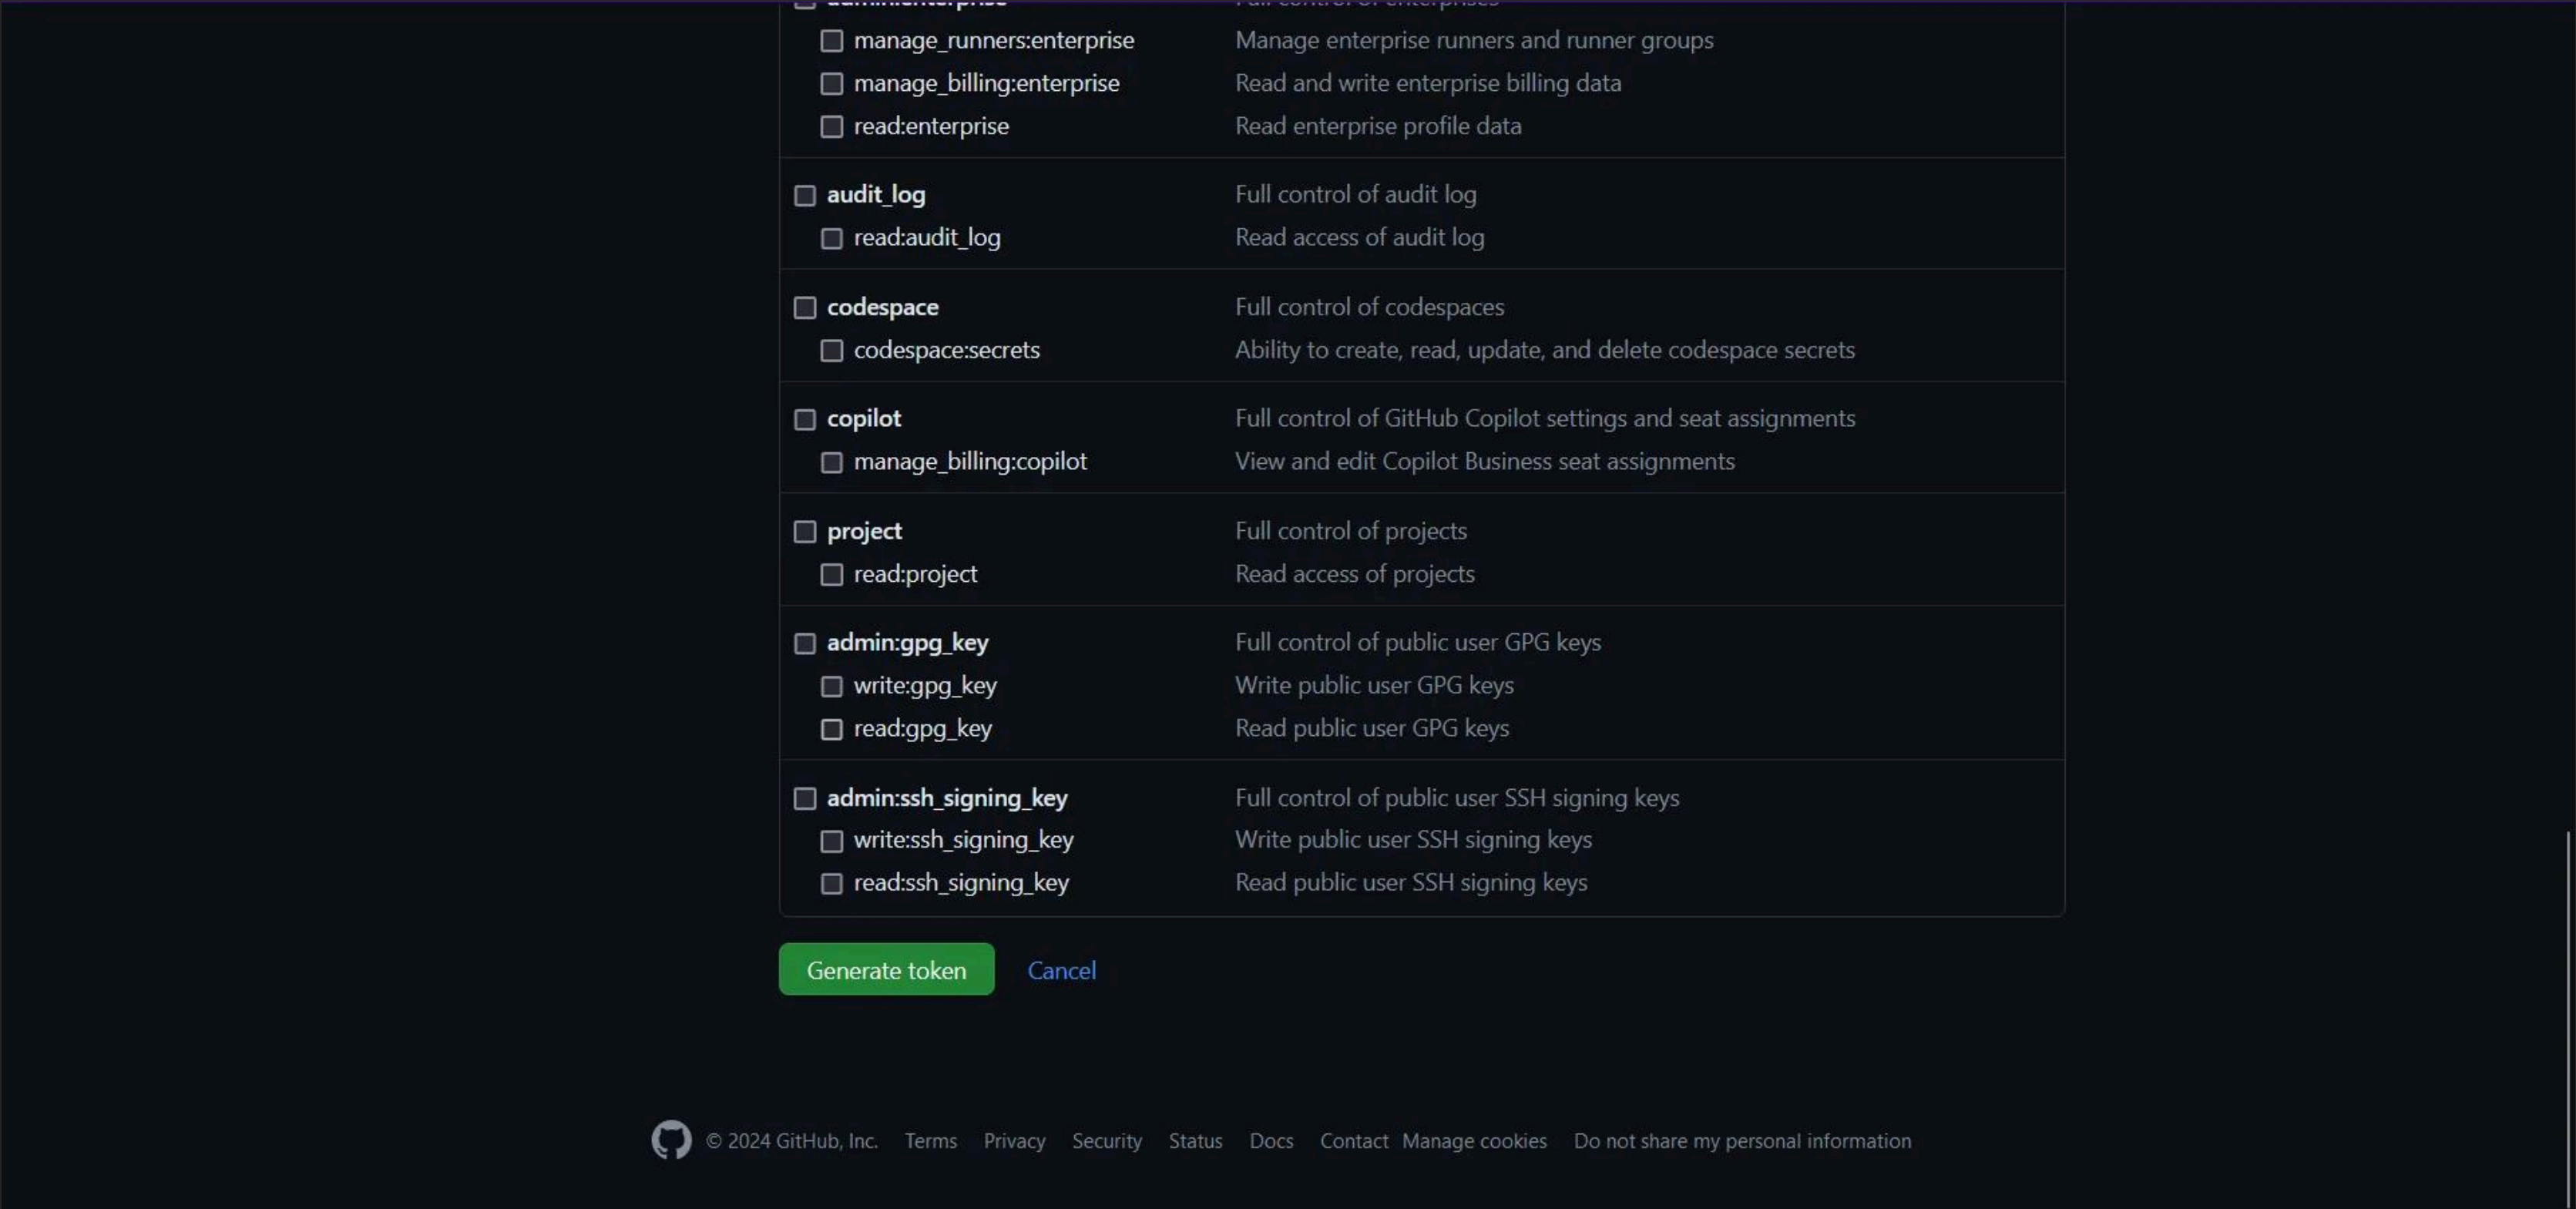 admin:enterprise Full control of enterprises
manage_runners:enterprise Manage enterprise runners and runner groups
manage_billing:enterprise Read and write enterprise billing data
read:enterprise Read enterprise profile data
audit_log Full control of audit log
read:audit_log Read access of audit log
codespace Full control of codespaces
codespace:secrets Ability to create, read, update, and delete codespace secrets
copilot Full control of GitHub Copilot settings and seat assignments
manage_billing:copilot View and edit Copilot Business seat assignments
project Full control of projects
read:project Read access of projects
admin:gpg_key Full control of public user GPG keys
write:gpg_key Write public user GPG keys
read:gpg_key Read public user GPG keys
admin:ssh_signing_key Full control of public user SSH signing keys
write:ssh_signing_key Write public user SSH signing keys
read:ssh_signing_key Read public user SSH signing keys
Generate token Cancel
© 2024 GitHub, Inc. Terms Privacy Security Status Docs Contact Manage cookies Do not share my personal information